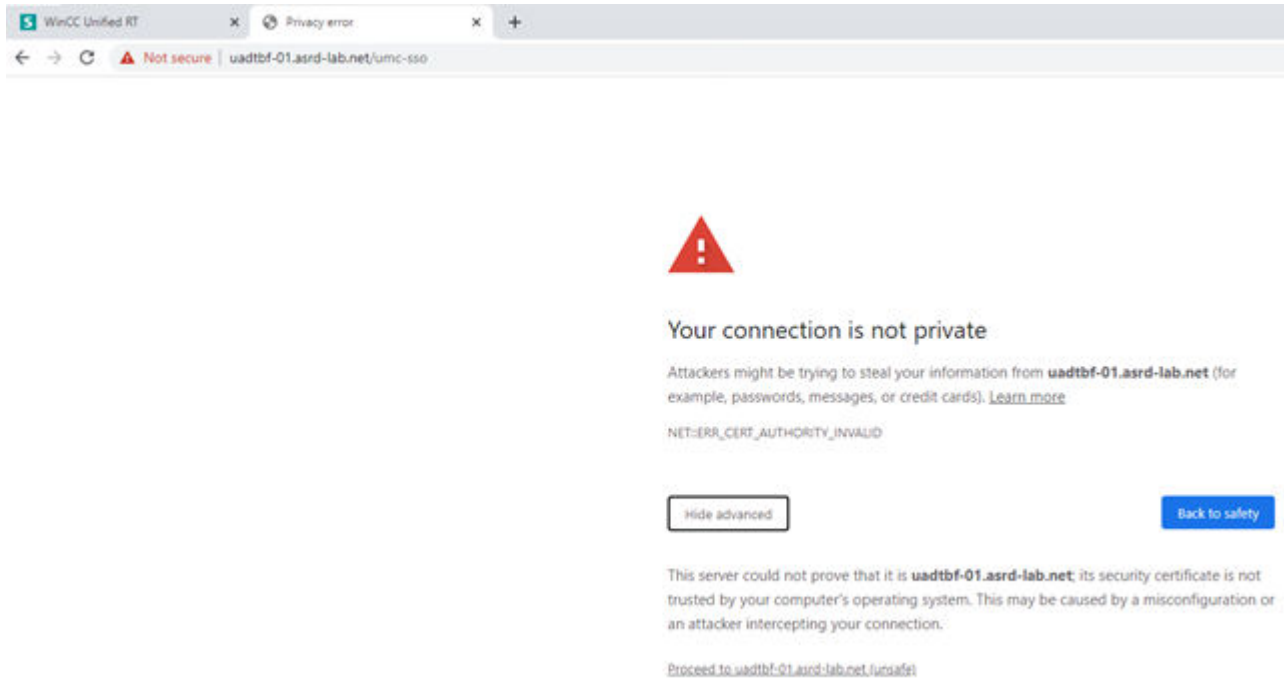 WinCC Unified RT
Privacy error
Not secure | uadtbf-01.asrd-lab.net/umc-sso
Your connection is not private
Attackers might be trying to steal your information from uadtbf-01.asrd-lab.net (for
example, passwords, messages, or credit cards). Learn more
NET::ERR_CERT_AUTHORITY_INVALID
Hide advanced
Back to safety
This server could not prove that it is uadtbf-01.asrd-lab.net; its security certificate is not
trusted by your computer's operating system. This may be caused by a misconfiguration or
an attacker intercepting your connection.
Proceed to uadtbf-01.asrd-lab.net (unsafe)